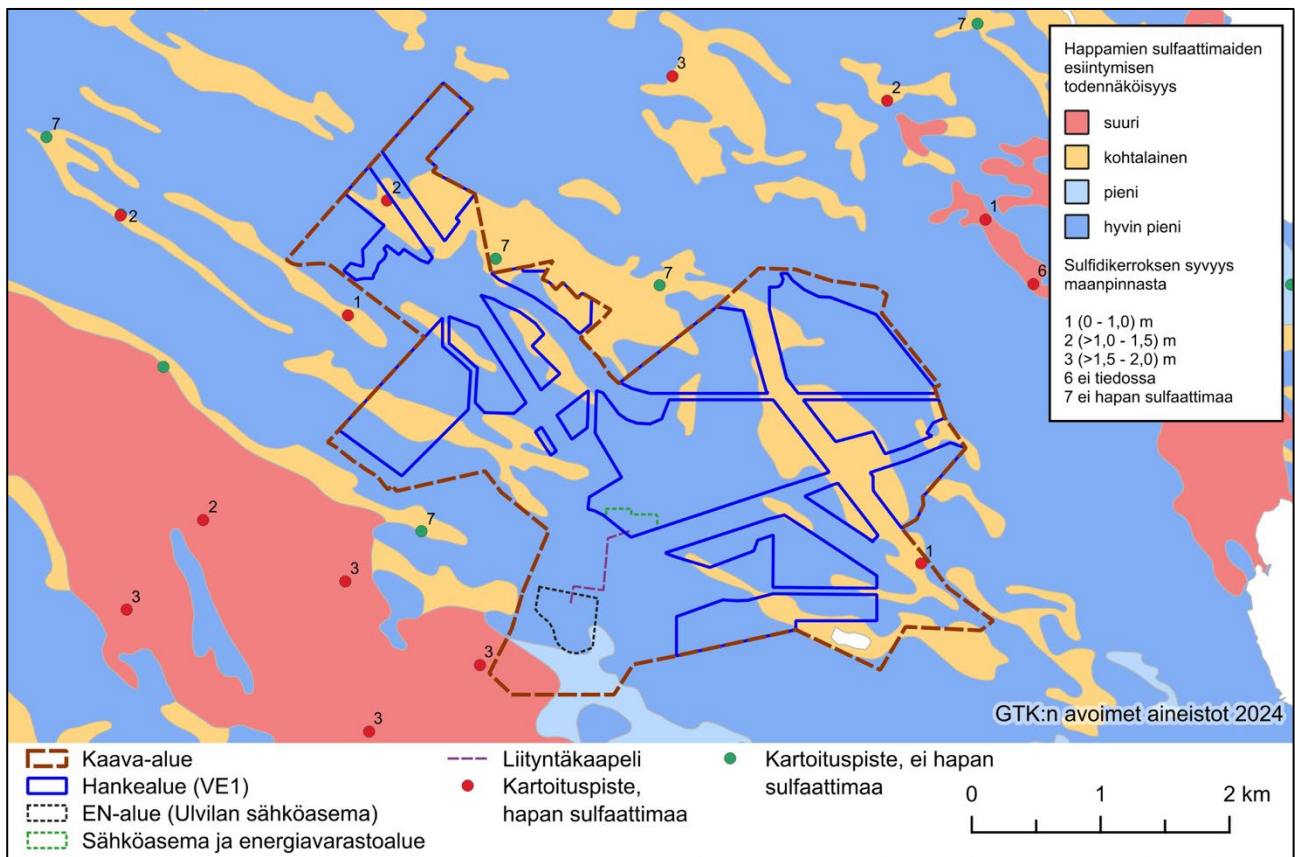 7
3
2
7
2
2
1
7
7
1
6
7
1
2
3
3
3
3
Happamien sulfaattimaiden
esiintymisen
todennäköisyys
suuri
kohtalainen
pieni
hyvin pieni
Sulfidikerroksen syvyys
maanpinnasta
1 (0 - 1,0) m
2 (>1,0 - 1,5) m
3 (>1,5 - 2,0) m
6 ei tiedossa
7 ei hapan sulfaattimaa
GTK:n avoimet aineistot 2024
Kaava-alue
Hankealue (VE1)
EN-alue (Ulvilan sähköasema)
Sähköasema ja energiavarastoalue
Liityntäkaapeli
Kartoituspiste,
hapan sulfaattimaa
Kartoituspiste, ei hapan
sulfaattimaa
0 1 2 km